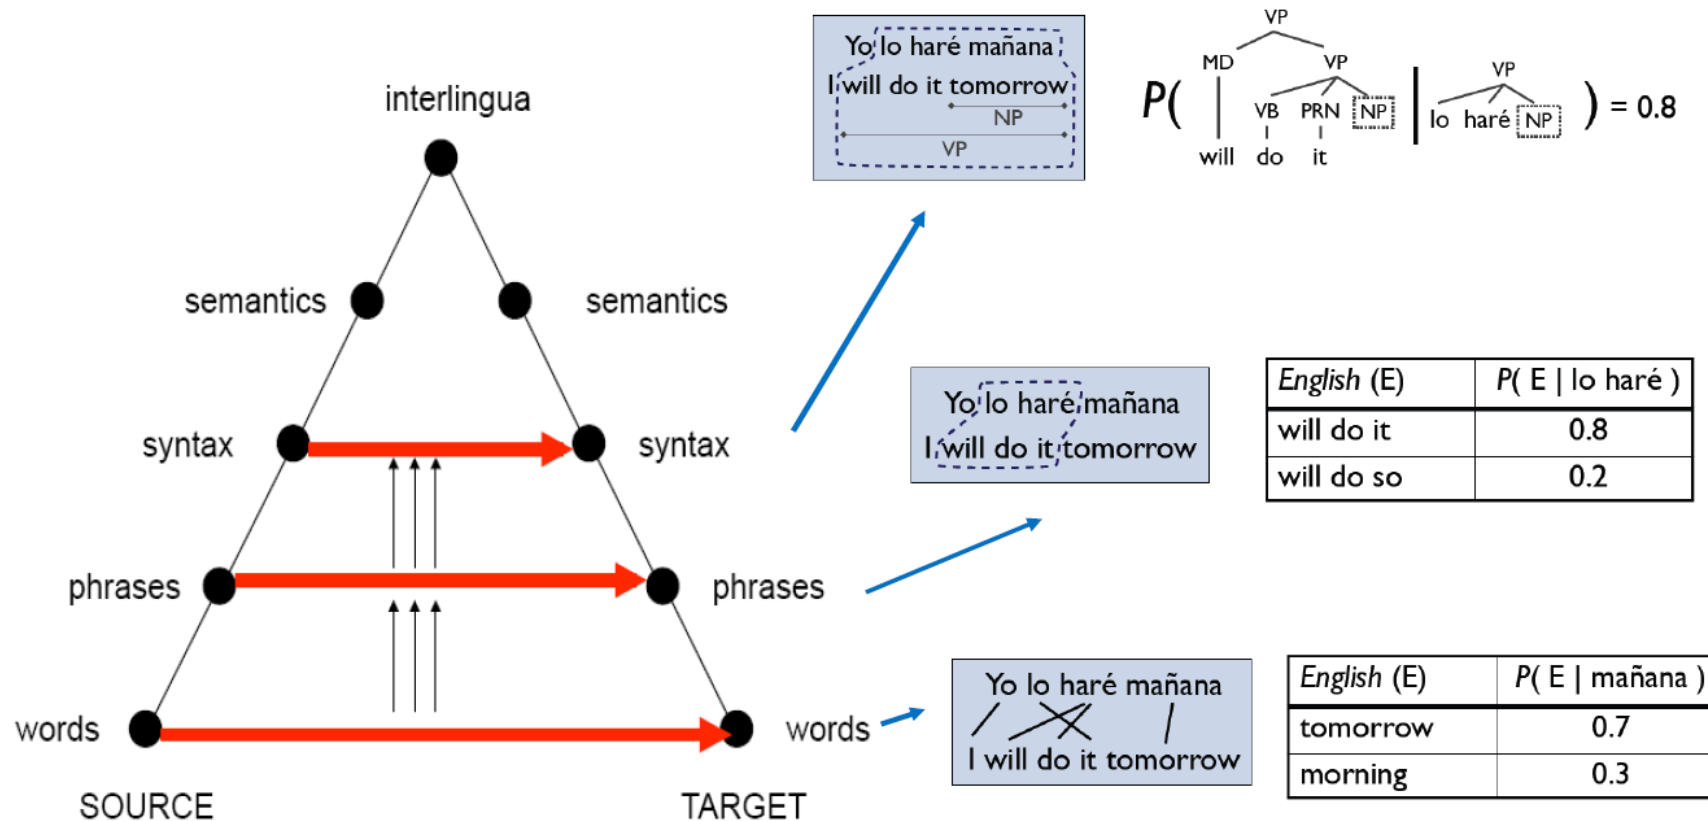 interlingua
semantics
semantics
syntax
syntax
phrases
phrases
words
words
SOURCE
TARGET
Yo lo haré mañana
I will do it tomorrow
NP
VP
VP
MD VP
VB PRN NP
will do it
VP
lo haré NP
P( | ) = 0.8
Yo lo haré mañana
I will do it tomorrow
English (E) P( E | lo haré )
will do it 0.8
will do so 0.2
Yo lo haré mañana
I will do it tomorrow
English (E) P( E | mañana )
tomorrow 0.7
morning 0.3